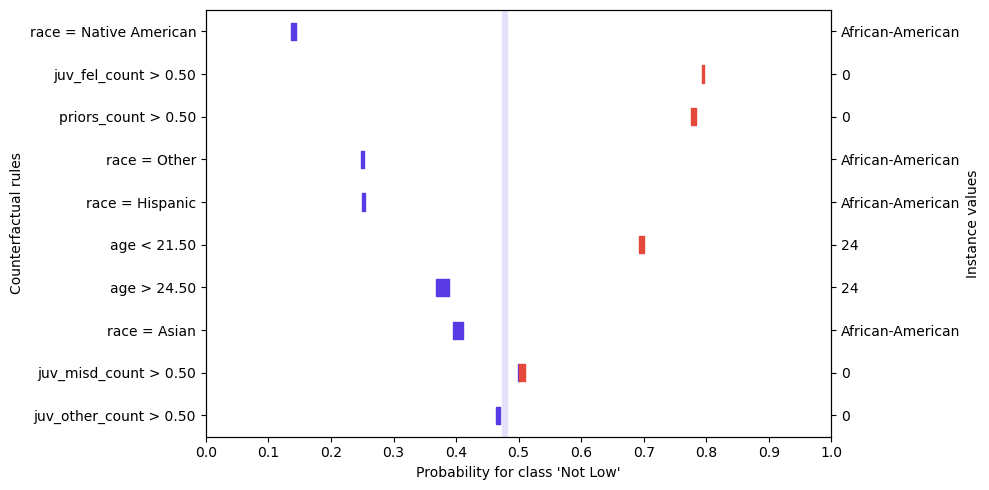 race = Native American African-American
juv_fel_count > 0.50 0
priors_count > 0.50 0
race = Other African-American
race = Hispanic African-American
age < 21.50 24
age > 24.50 24
race = Asian African-American
juv_misd_count > 0.50 0
juv_other_count > 0.50 0
Counterfactual rules
Instance values
0.0 0.1 0.2 0.3 0.4 0.5 0.6 0.7 0.8 0.9 1.0
Probability for class 'Not Low'